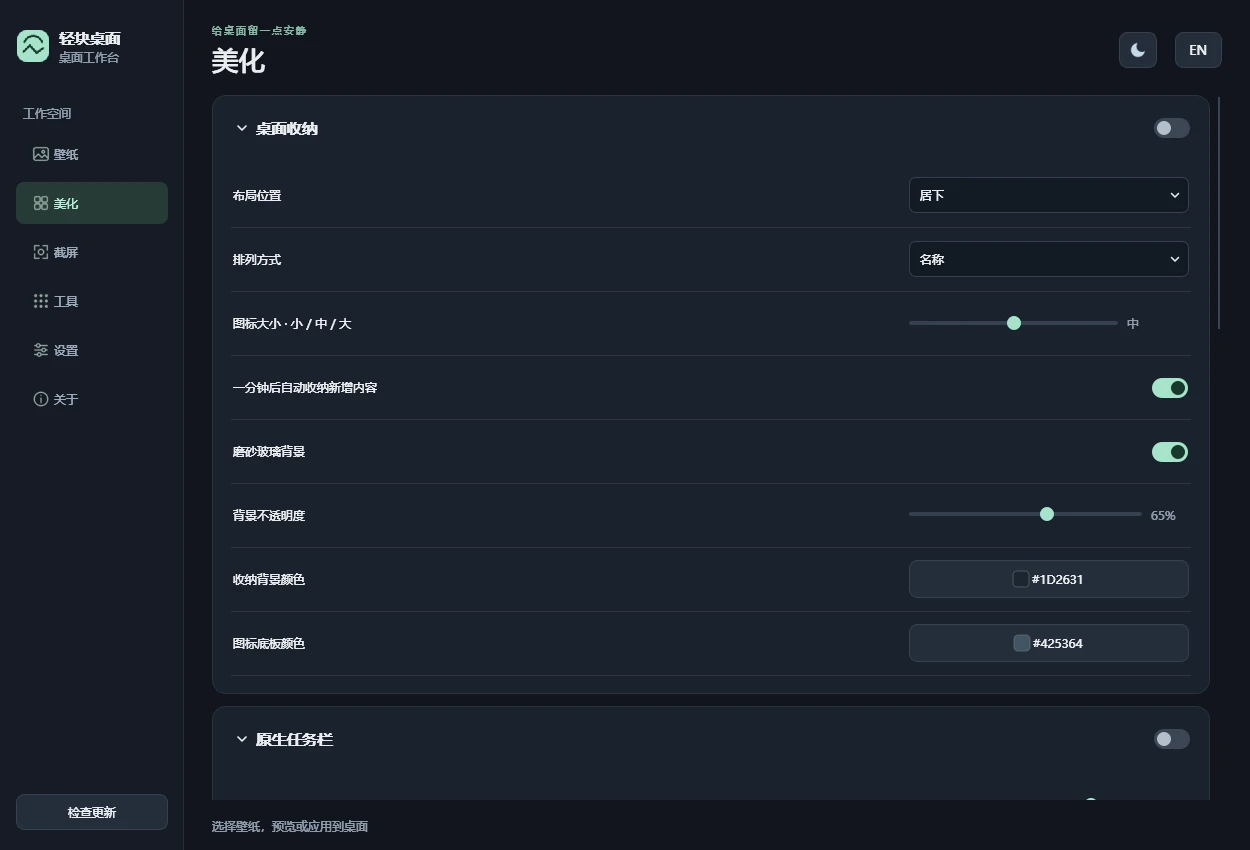 轻块桌面
桌面工作台
工作空间
壁纸
美化
截屏
工具
设置
关于
检查更新
给桌面留一点安静
美化
EN
桌面收纳
布局位置
居下
排列方式
名称
图标大小 · 小 / 中 / 大
中
一分钟后自动收纳新增内容
磨砂玻璃背景
背景不透明度
65%
收纳背景颜色
#1D2631
图标底板颜色
#425364
原生任务栏
选择壁纸，预览或应用到桌面